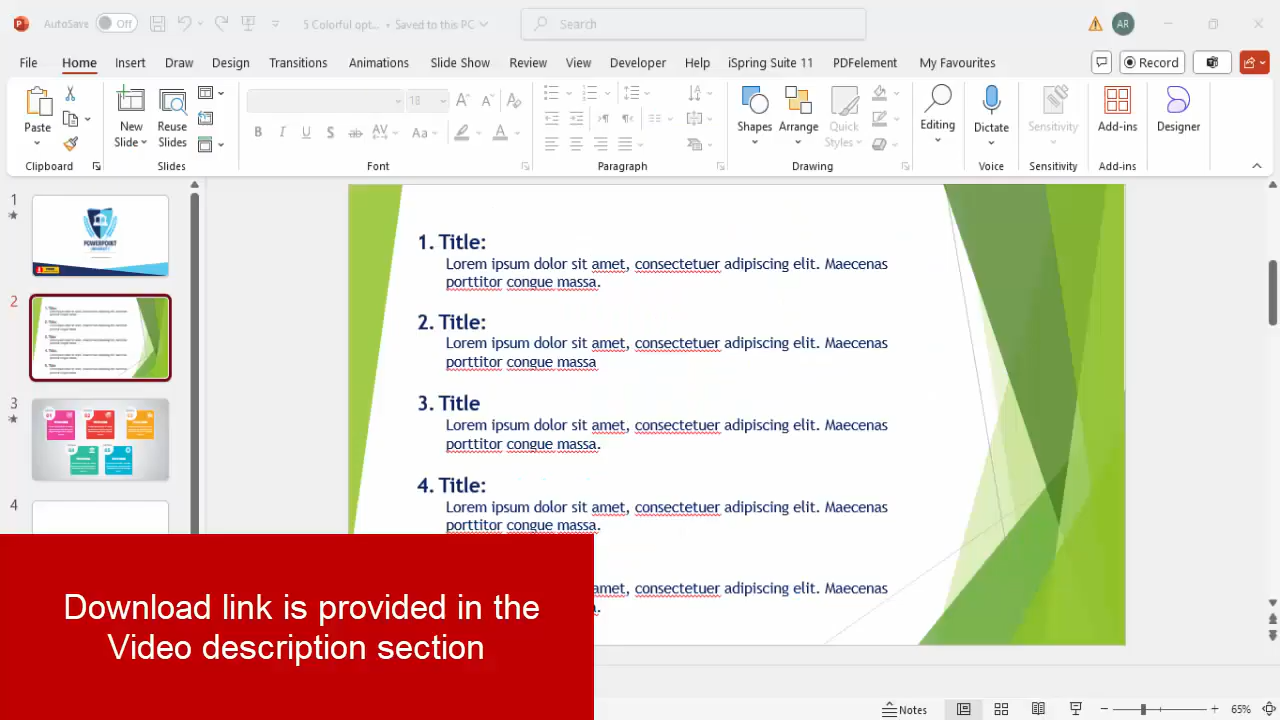 AutoSave Off 5 Colorful opt... • Saved to this PC Search AR
File Home Insert Draw Design Transitions Animations Slide Show Review View Developer Help iSpring Suite 11 PDFelement My Favourites Record
Paste New Slide Reuse Slides 18 Shapes Arrange Quick Styles Editing Dictate Sensitivity Add-ins Designer
Clipboard Slides Font Paragraph Drawing Voice Sensitivity Add-ins
1
POWERPOINT
2
3
4
1. Title:
Lorem ipsum dolor sit amet, consectetuer adipiscing elit. Maecenas
porttitor congue massa.
2. Title:
Lorem ipsum dolor sit amet, consectetuer adipiscing elit. Maecenas
porttitor congue massa
3. Title
Lorem ipsum dolor sit amet, consectetuer adipiscing elit. Maecenas
porttitor congue massa.
4. Title:
Lorem ipsum dolor sit amet, consectetuer adipiscing elit. Maecenas
porttitor congue massa.
amet, consectetuer adipiscing elit. Maecenas
Download link is provided in the
Video description section
Notes 65%